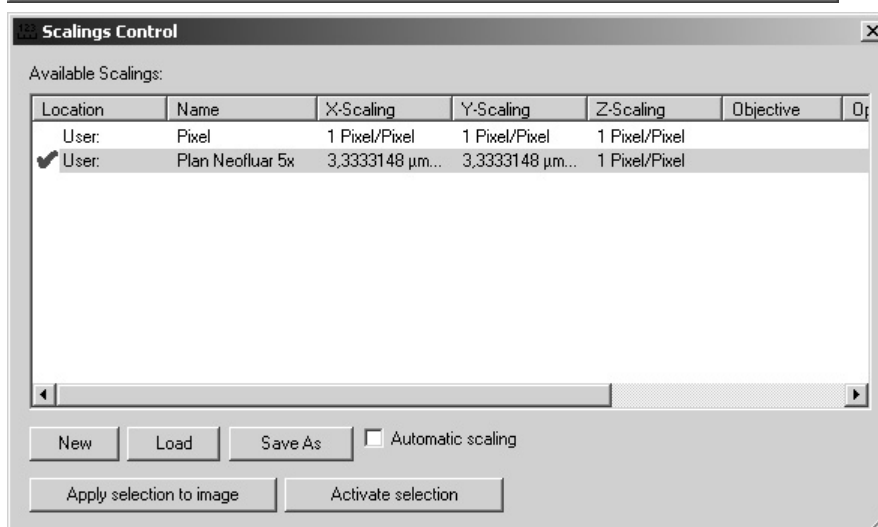 123 Scalings Control
Available Scalings:
Location Name X-Scaling Y-Scaling Z-Scaling Objective Op
User: Pixel 1 Pixel/Pixel 1 Pixel/Pixel 1 Pixel/Pixel
User: Plan Neofluar 5x 3,3333148 µm... 3,3333148 µm... 1 Pixel/Pixel
New Load Save As Automatic scaling
Apply selection to image Activate selection